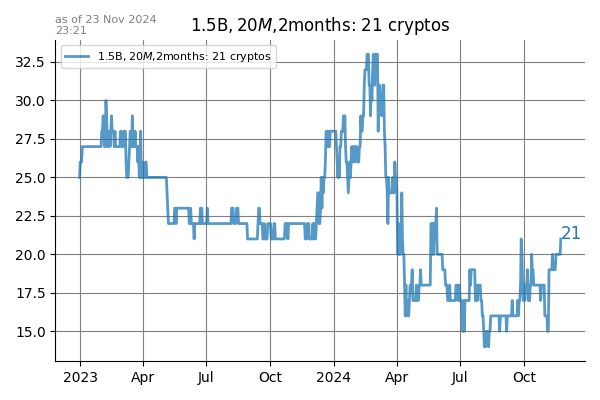 as of 23 Nov 2024
23:21
1.5B, 20M,2months: 21 cryptos
1.5B, 20M,2months: 21 cryptos
32.5
30.0
27.5
25.0
22.5
20.0
17.5
15.0
21
2023 Apr Jul Oct 2024 Apr Jul Oct